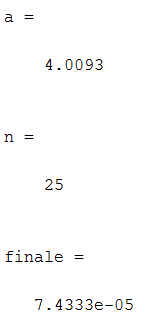 a =
4.0093
n =
25
finale =
7.4333e-05